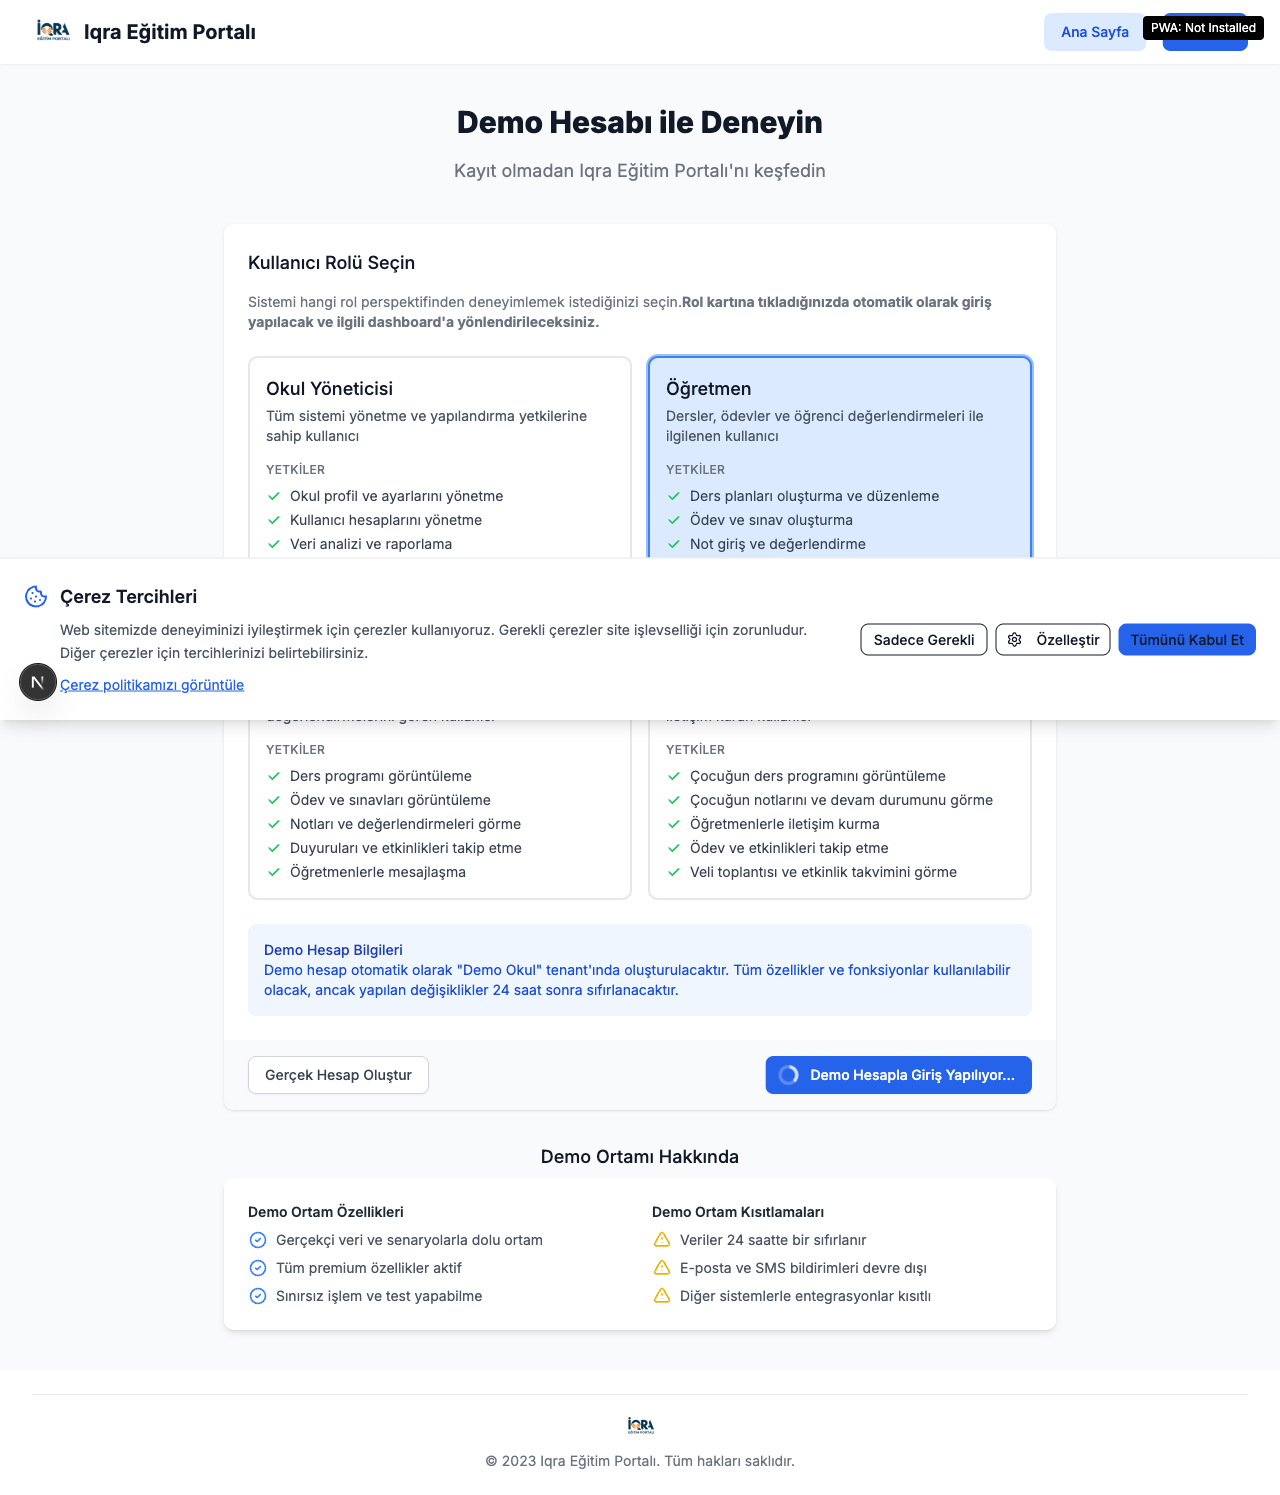 İQRA
EĞİTİM PORTALI
Iqra Eğitim Portalı
Ana Sayfa
PWA: Not Installed
Demo Hesabı ile Deneyin
Kayıt olmadan Iqra Eğitim Portalı'nı keşfedin
Kullanıcı Rolü Seçin
Sistemi hangi rol perspektifinden deneyimlemek istediğinizi seçin.Rol kartına tıkladığınızda otomatik olarak giriş
yapılacak ve ilgili dashboard'a yönlendirileceksiniz.
Okul Yöneticisi
Tüm sistemi yönetme ve yapılandırma yetkilerine
sahip kullanıcı
YETKİLER
Okul profil ve ayarlarını yönetme
Kullanıcı hesaplarını yönetme
Veri analizi ve raporlama
Öğretmen
Dersler, ödevler ve öğrenci değerlendirmeleri ile
ilgilenen kullanıcı
YETKİLER
Ders planları oluşturma ve düzenleme
Ödev ve sınav oluşturma
Not giriş ve değerlendirme
Çerez Tercihleri
Web sitemizde deneyiminizi iyileştirmek için çerezler kullanıyoruz. Gerekli çerezler site işlevselliği için zorunludur.
Diğer çerezler için tercihlerinizi belirtebilirsiniz.
Çerez politikamızı görüntüle
Sadece Gerekli
Özelleştir
Tümünü Kabul Et
N
YETKİLER
Ders programı görüntüleme
Ödev ve sınavları görüntüleme
Notları ve değerlendirmeleri görme
Duyuruları ve etkinlikleri takip etme
Öğretmenlerle mesajlaşma
YETKİLER
Çocuğun ders programını görüntüleme
Çocuğun notlarını ve devam durumunu görme
Öğretmenlerle iletişim kurma
Ödev ve etkinlikleri takip etme
Veli toplantısı ve etkinlik takvimini görme
Demo Hesap Bilgileri
Demo hesap otomatik olarak "Demo Okul" tenant'ında oluşturulacaktır. Tüm özellikler ve fonksiyonlar kullanılabilir
olacak, ancak yapılan değişiklikler 24 saat sonra sıfırlanacaktır.
Gerçek Hesap Oluştur
Demo Hesapla Giriş Yapılıyor...
Demo Ortamı Hakkında
Demo Ortam Özellikleri
Gerçekçi veri ve senaryolarla dolu ortam
Tüm premium özellikler aktif
Sınırsız işlem ve test yapabilme
Demo Ortam Kısıtlamaları
Veriler 24 saatte bir sıfırlanır
E-posta ve SMS bildirimleri devre dışı
Diğer sistemlerle entegrasyonlar kısıtlı
İQRA
EĞİTİM PORTALI
© 2023 Iqra Eğitim Portalı. Tüm hakları saklıdır.